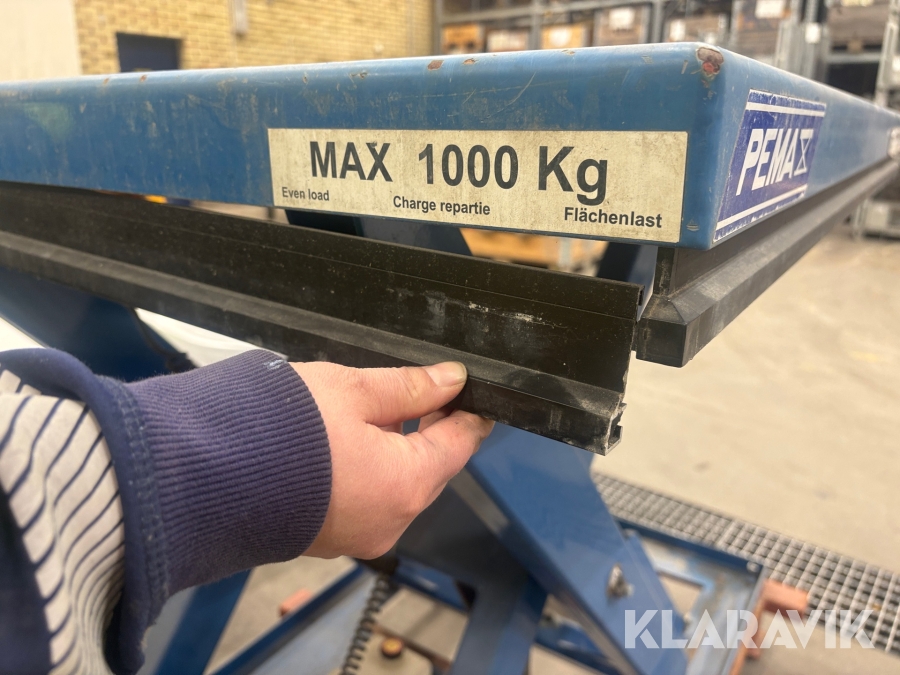 MAX 1000 Kg
Even load
Charge repartie
Flächenlast
PEMA
KLARAVIK